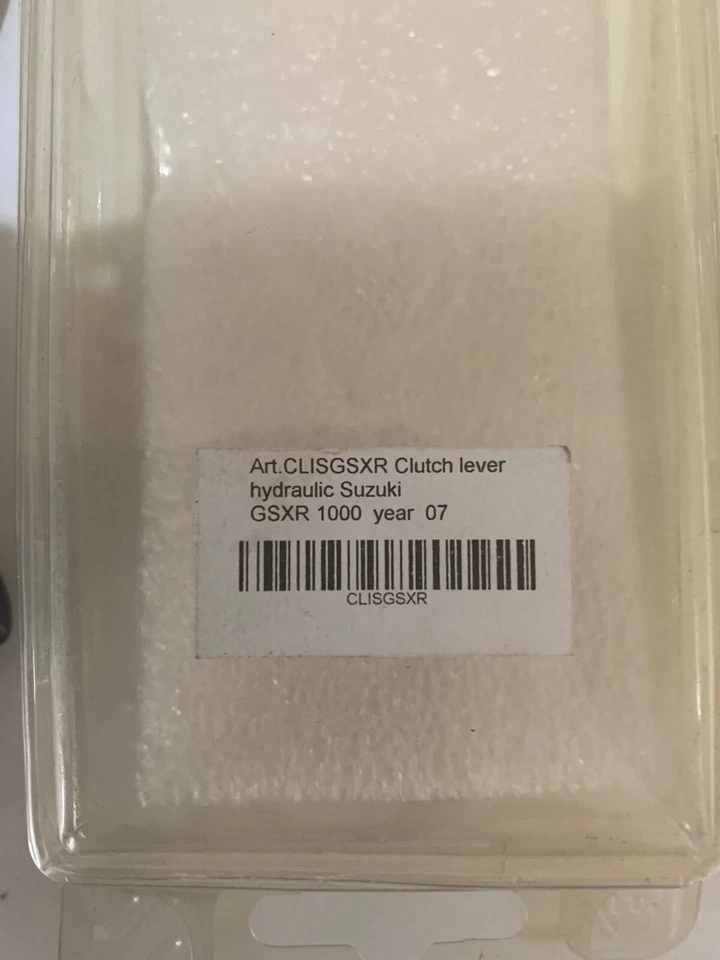 Art.CLISGSXR Clutch lever
hydraulic Suzuki
GSXR 1000  year  07
CLISGSXR